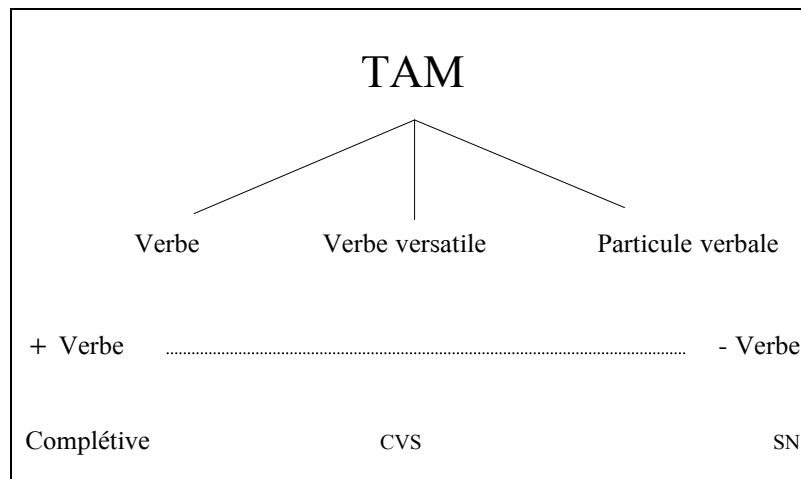 TAM
Verbe Verbe versatile Particule verbale
+ Verbe ........................................................................................................................... - Verbe
Complétive CVS SN